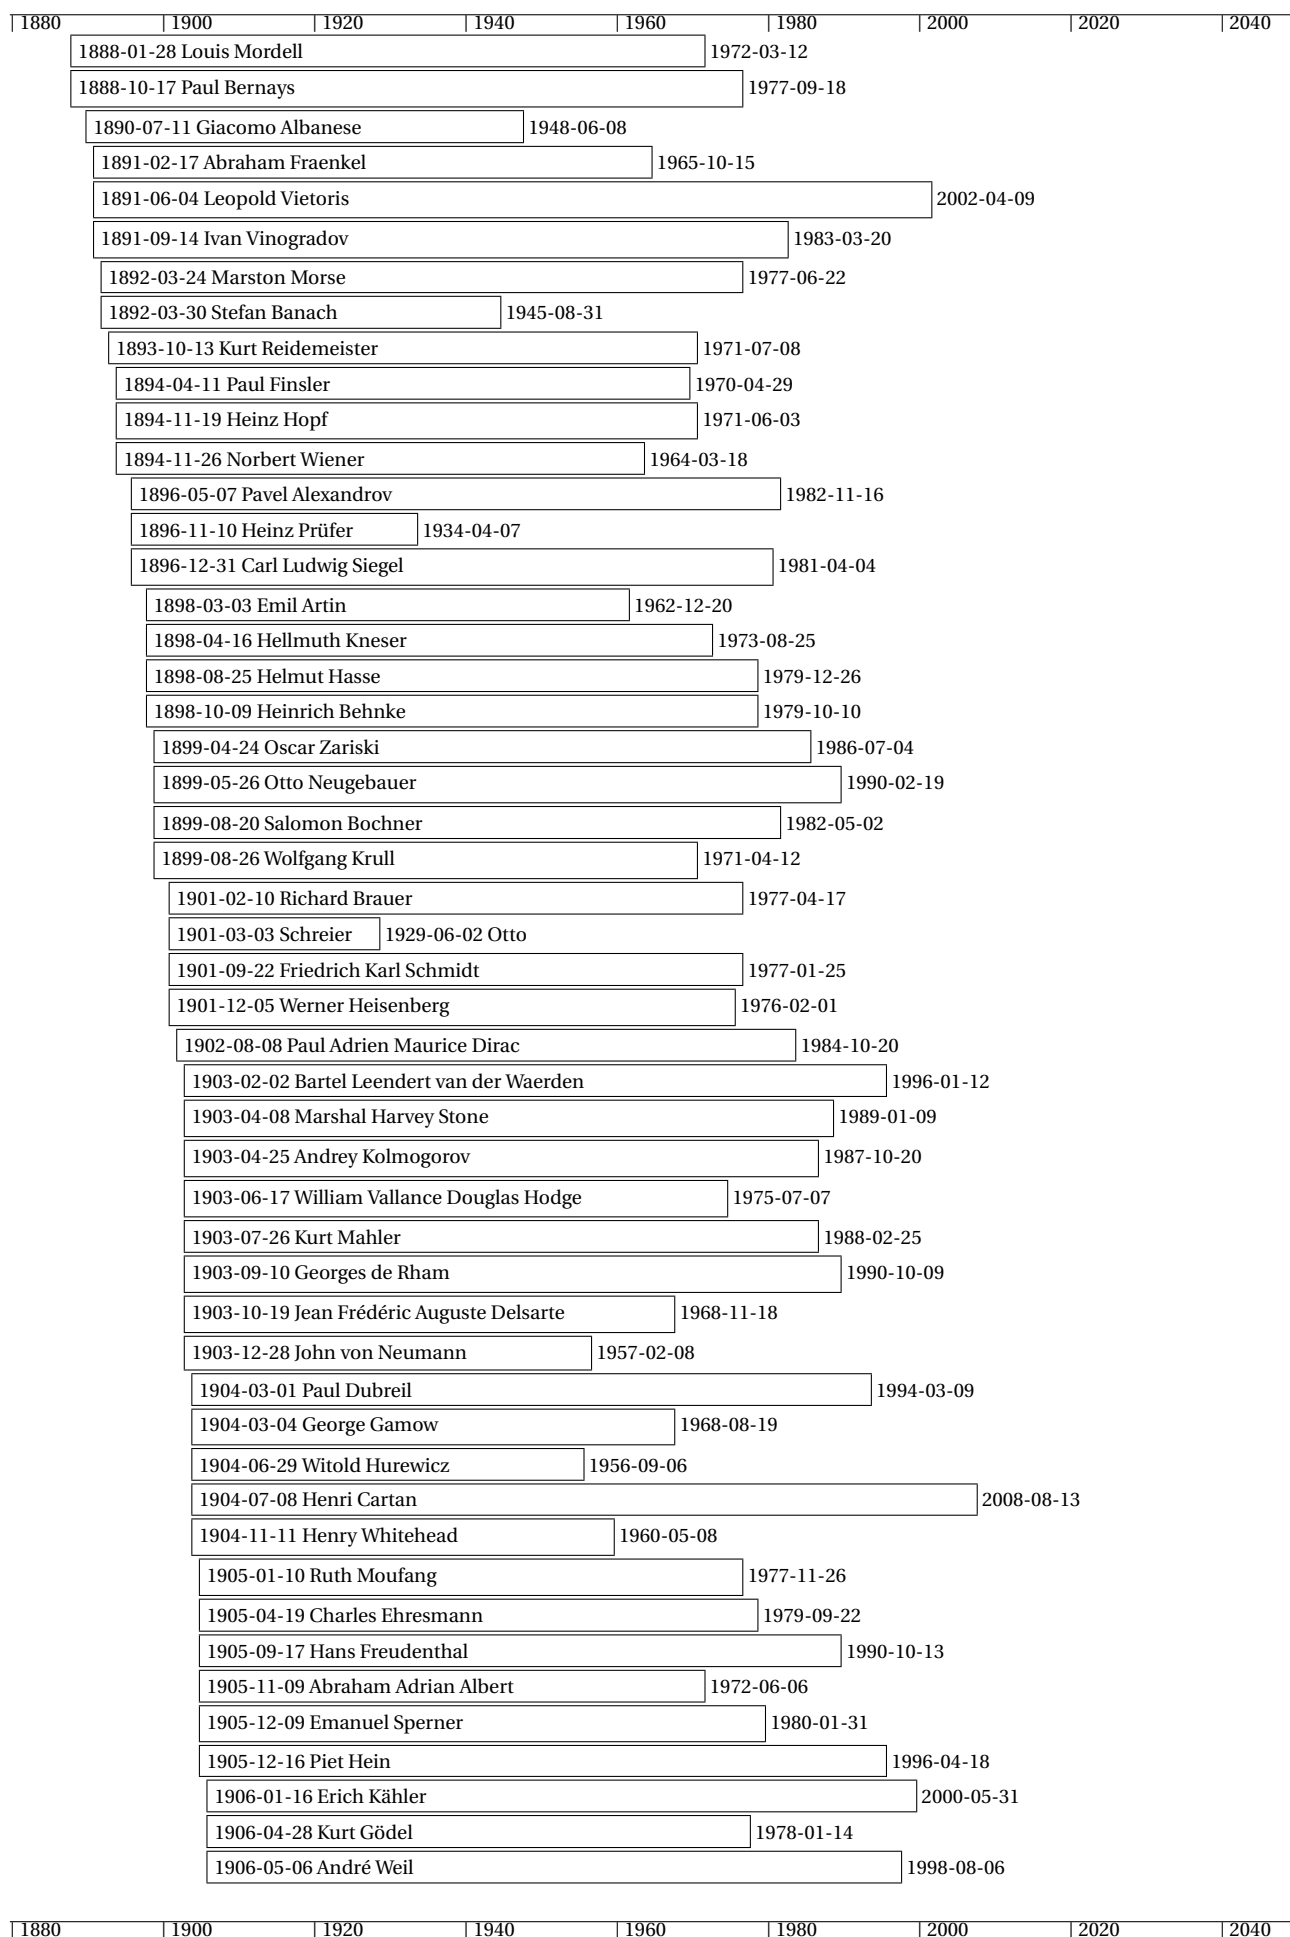 1880 1900 1920 1940 1960 1980 2000 2020 2040
1888-01-28 Louis Mordell 1972-03-12
1888-10-17 Paul Bernays 1977-09-18
1890-07-11 Giacomo Albanese 1948-06-08
1891-02-17 Abraham Fraenkel 1965-10-15
1891-06-04 Leopold Vietoris 2002-04-09
1891-09-14 Ivan Vinogradov 1983-03-20
1892-03-24 Marston Morse 1977-06-22
1892-03-30 Stefan Banach 1945-08-31
1893-10-13 Kurt Reidemeister 1971-07-08
1894-04-11 Paul Finsler 1970-04-29
1894-11-19 Heinz Hopf 1971-06-03
1894-11-26 Norbert Wiener 1964-03-18
1896-05-07 Pavel Alexandrov 1982-11-16
1896-11-10 Heinz Prüfer 1934-04-07
1896-12-31 Carl Ludwig Siegel 1981-04-04
1898-03-03 Emil Artin 1962-12-20
1898-04-16 Hellmuth Kneser 1973-08-25
1898-08-25 Helmut Hasse 1979-12-26
1898-10-09 Heinrich Behnke 1979-10-10
1899-04-24 Oscar Zariski 1986-07-04
1899-05-26 Otto Neugebauer 1990-02-19
1899-08-20 Salomon Bochner 1982-05-02
1899-08-26 Wolfgang Krull 1971-04-12
1901-02-10 Richard Brauer 1977-04-17
1901-03-03 Schreier 1929-06-02 Otto
1901-09-22 Friedrich Karl Schmidt 1977-01-25
1901-12-05 Werner Heisenberg 1976-02-01
1902-08-08 Paul Adrien Maurice Dirac 1984-10-20
1903-02-02 Bartel Leendert van der Waerden 1996-01-12
1903-04-08 Marshal Harvey Stone 1989-01-09
1903-04-25 Andrey Kolmogorov 1987-10-20
1903-06-17 William Vallance Douglas Hodge 1975-07-07
1903-07-26 Kurt Mahler 1988-02-25
1903-09-10 Georges de Rham 1990-10-09
1903-10-19 Jean Frédéric Auguste Delsarte 1968-11-18
1903-12-28 John von Neumann 1957-02-08
1904-03-01 Paul Dubreil 1994-03-09
1904-03-04 George Gamow 1968-08-19
1904-06-29 Witold Hurewicz 1956-09-06
1904-07-08 Henri Cartan 2008-08-13
1904-11-11 Henry Whitehead 1960-05-08
1905-01-10 Ruth Moufang 1977-11-26
1905-04-19 Charles Ehresmann 1979-09-22
1905-09-17 Hans Freudenthal 1990-10-13
1905-11-09 Abraham Adrian Albert 1972-06-06
1905-12-09 Emanuel Sperner 1980-01-31
1905-12-16 Piet Hein 1996-04-18
1906-01-16 Erich Kähler 2000-05-31
1906-04-28 Kurt Gödel 1978-01-14
1906-05-06 André Weil 1998-08-06
1880 1900 1920 1940 1960 1980 2000 2020 2040